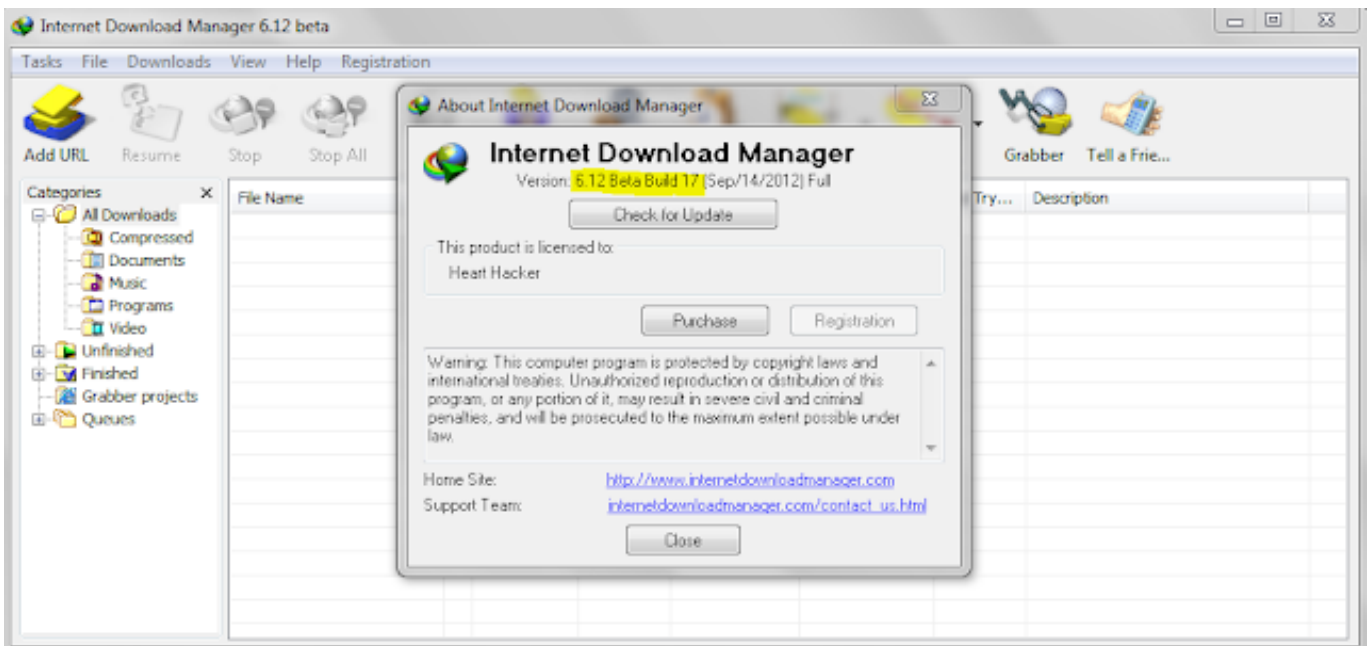 Internet Download Manager 6.12 beta
Tasks File Downloads View Help Registration
Add URL Resume Stop Stop All Grabber Tell a Frie...
Categories
All Downloads
Compressed
Documents
Music
Programs
Video
Unfinished
Finished
Grabber projects
Queues
File Name Try... Description
About Internet Download Manager
Internet Download Manager
Version: 6.12 Beta Build 17 (Sep/14/2012) Full
Check for Update
This product is licensed to:
Heart Hacker
Purchase Registration
Warning: This computer program is protected by copyright laws and
international treaties. Unauthorized reproduction or distribution of this
program, or any portion of it, may result in severe civil and criminal
penalties, and will be prosecuted to the maximum extent possible under
law.
Home Site: http://www.internetdownloadmanager.com
Support Team: internetdownloadmanager.com/contact_us.html
Close